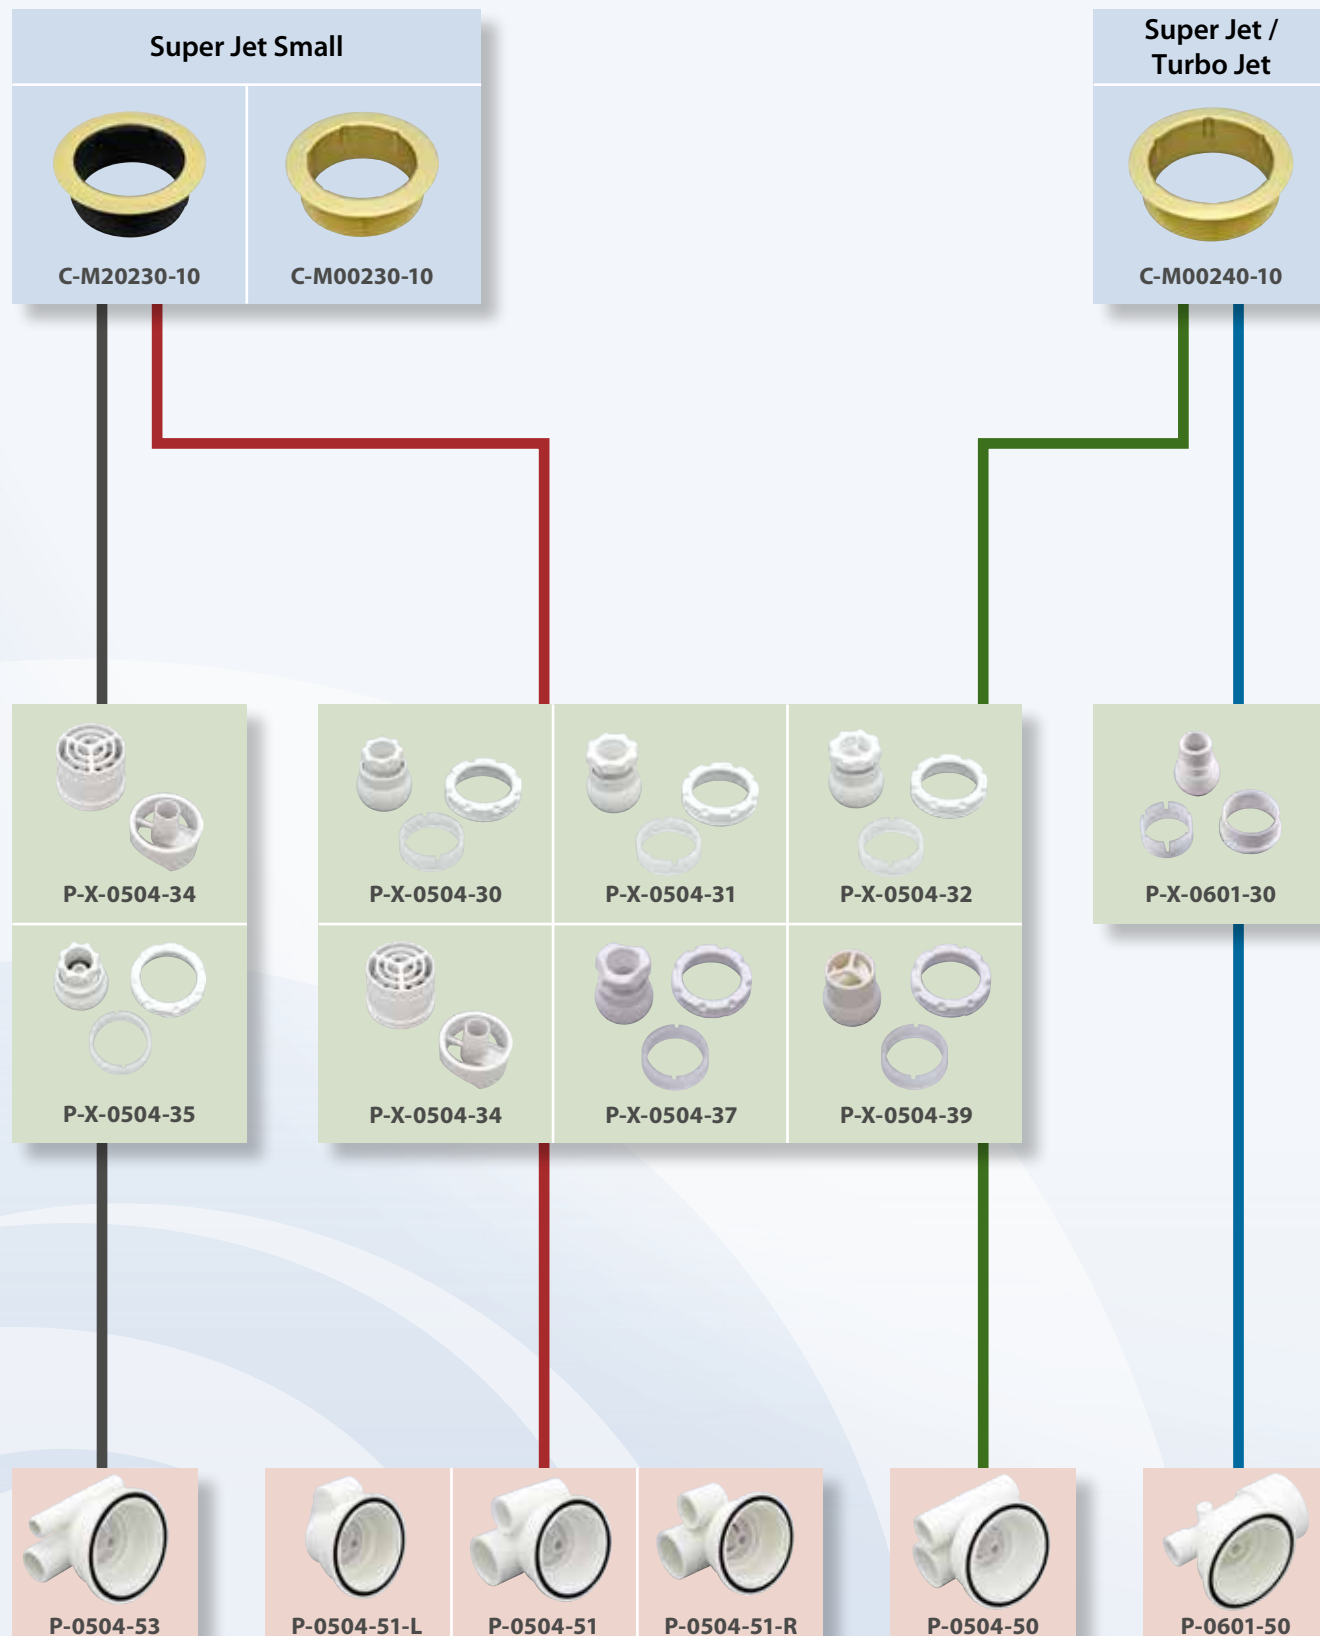 Super Jet Small
Super Jet /
Turbo Jet
C-M20230-10
C-M00230-10
C-M00240-10
P-X-0504-34
P-X-0504-30
P-X-0504-31
P-X-0504-32
P-X-0601-30
P-X-0504-35
P-X-0504-34
P-X-0504-37
P-X-0504-39
P-0504-53
P-0504-51-L
P-0504-51
P-0504-51-R
P-0504-50
P-0601-50